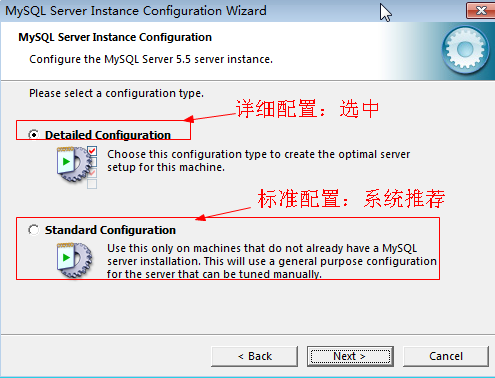 MySQL Server Instance Configuration Wizard
MySQL Server Instance Configuration
Configure the MySQL Server 5.5 server instance.
Please select a configuration type.
详细配置：选中
Detailed Configuration
Choose this configuration type to create the optimal server
setup for this machine.
标准配置：系统推荐
Standard Configuration
Use this only on machines that do not already have a MySQL
server installation. This will use a general purpose configuration
for the server that can be tuned manually.
< Back
Next >
Cancel